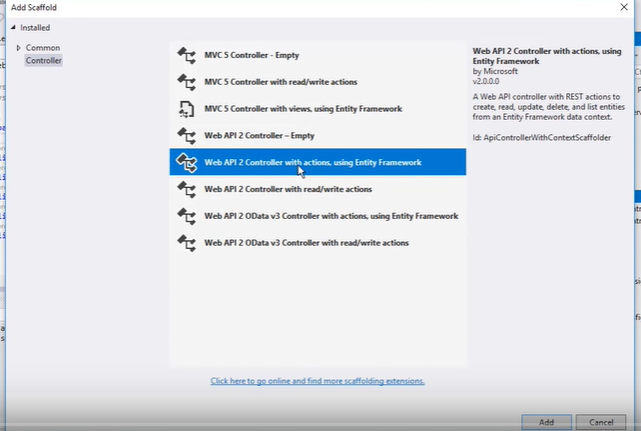 Add Scaffold
Installed
Common
Controller
MVC 5 Controller - Empty
MVC 5 Controller with read/write actions
MVC 5 Controller with views, using Entity Framework
Web API 2 Controller – Empty
Web API 2 Controller with actions, using Entity Framework
Web API 2 Controller with read/write actions
Web API 2 OData v3 Controller with actions, using Entity Framework
Web API 2 OData v3 Controller with read/write actions
Click here to go online and find more scaffolding extensions.
Web API 2 Controller with actions, using
Entity Framework
by Microsoft
v2.0.0.0
A Web API controller with REST actions to
create, read, update, delete, and list entities
from an Entity Framework data context.
Id: ApiControllerWithContextScaffolder
Add
Cancel